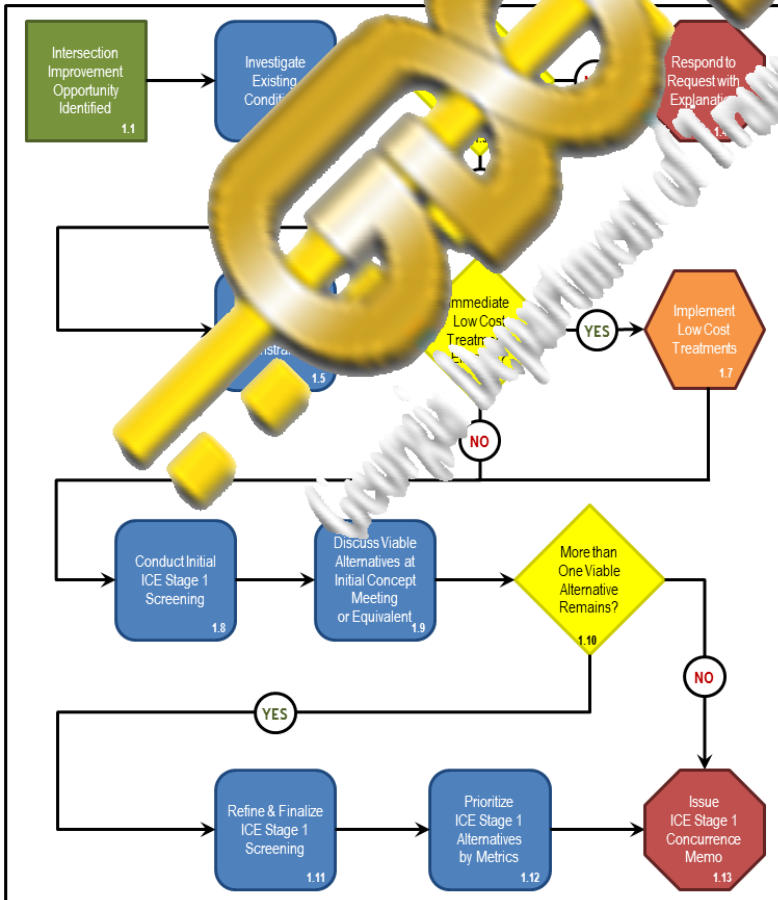 Intersection
Improvement
Opportunity
Identified
1.1
Investigate
Existing
Respond to
Request with
1.5
Immediate
Low Cost
YES
Implement
Low Cost
Treatments
1.7
NO
Conduct Initial
ICE Stage 1
Screening
1.8
Discuss Viable
Alternatives at
Initial Concept
Meeting
or Equivalent
1.9
More than
One Viable
Alternative
Remains?
1.10
NO
YES
Refine & Finalize
ICE Stage 1
Screening
1.11
Prioritize
ICE Stage 1
Alternatives
by Metrics
1.12
Issue
ICE Stage 1
Concurrence
Memo
1.13